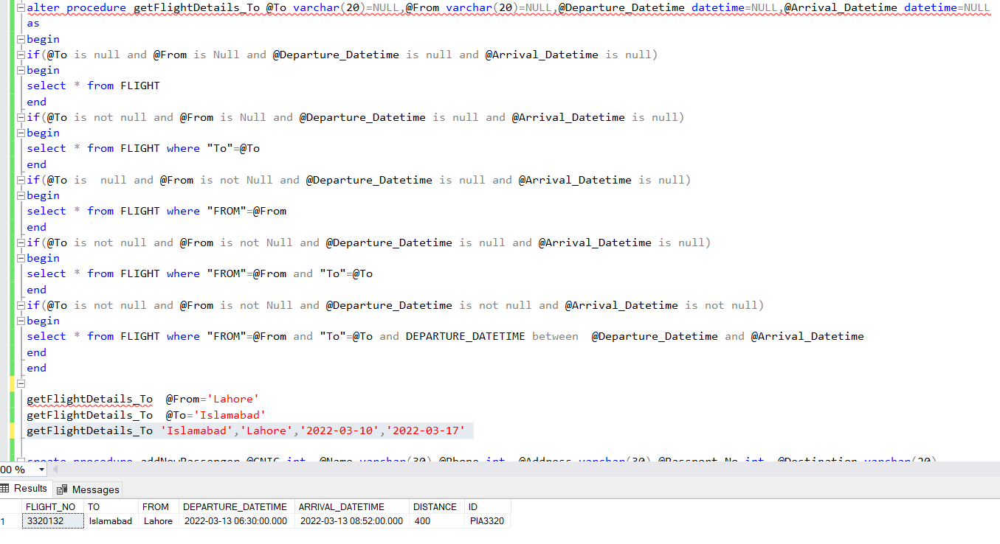 alter procedure getFlightDetails_To @To varchar(20)=NULL,@From varchar(20)=NULL,@Departure_Datetime datetime=NULL,@Arrival_Datetime datetime=NULL
as
begin
if(@To is null and @From is Null and @Departure_Datetime is null and @Arrival_Datetime is null)
begin
select * from FLIGHT
end
if(@To is not null and @From is Null and @Departure_Datetime is null and @Arrival_Datetime is null)
begin
select * from FLIGHT where "To"=@To
end
if(@To is  null and @From is not Null and @Departure_Datetime is null and @Arrival_Datetime is null)
begin
select * from FLIGHT where "FROM"=@From
end
if(@To is not null and @From is not Null and @Departure_Datetime is null and @Arrival_Datetime is null)
begin
select * from FLIGHT where "FROM"=@From and "To"=@To
end
if(@To is not null and @From is not Null and @Departure_Datetime is not null and @Arrival_Datetime is not null)
begin
select * from FLIGHT where "FROM"=@From and "To"=@To and DEPARTURE_DATETIME between  @Departure_Datetime and @Arrival_Datetime
end
end
getFlightDetails_To  @From='Lahore'
getFlightDetails_To  @To='Islamabad'
getFlightDetails_To 'Islamabad','Lahore','2022-03-10','2022-03-17'
create procedure addNewPassenger @CNIC int, @Name varchar(30),@Phone int, @Address varchar(30),@Passport_No int, @Destination varchar(20)
00 %
Results Messages
FLIGHT_NO TO FROM DEPARTURE_DATETIME ARRIVAL_DATETIME DISTANCE ID
1 3320132 Islamabad Lahore 2022-03-13 06:30:00.000 2022-03-13 08:52:00.000 400 PIA3320